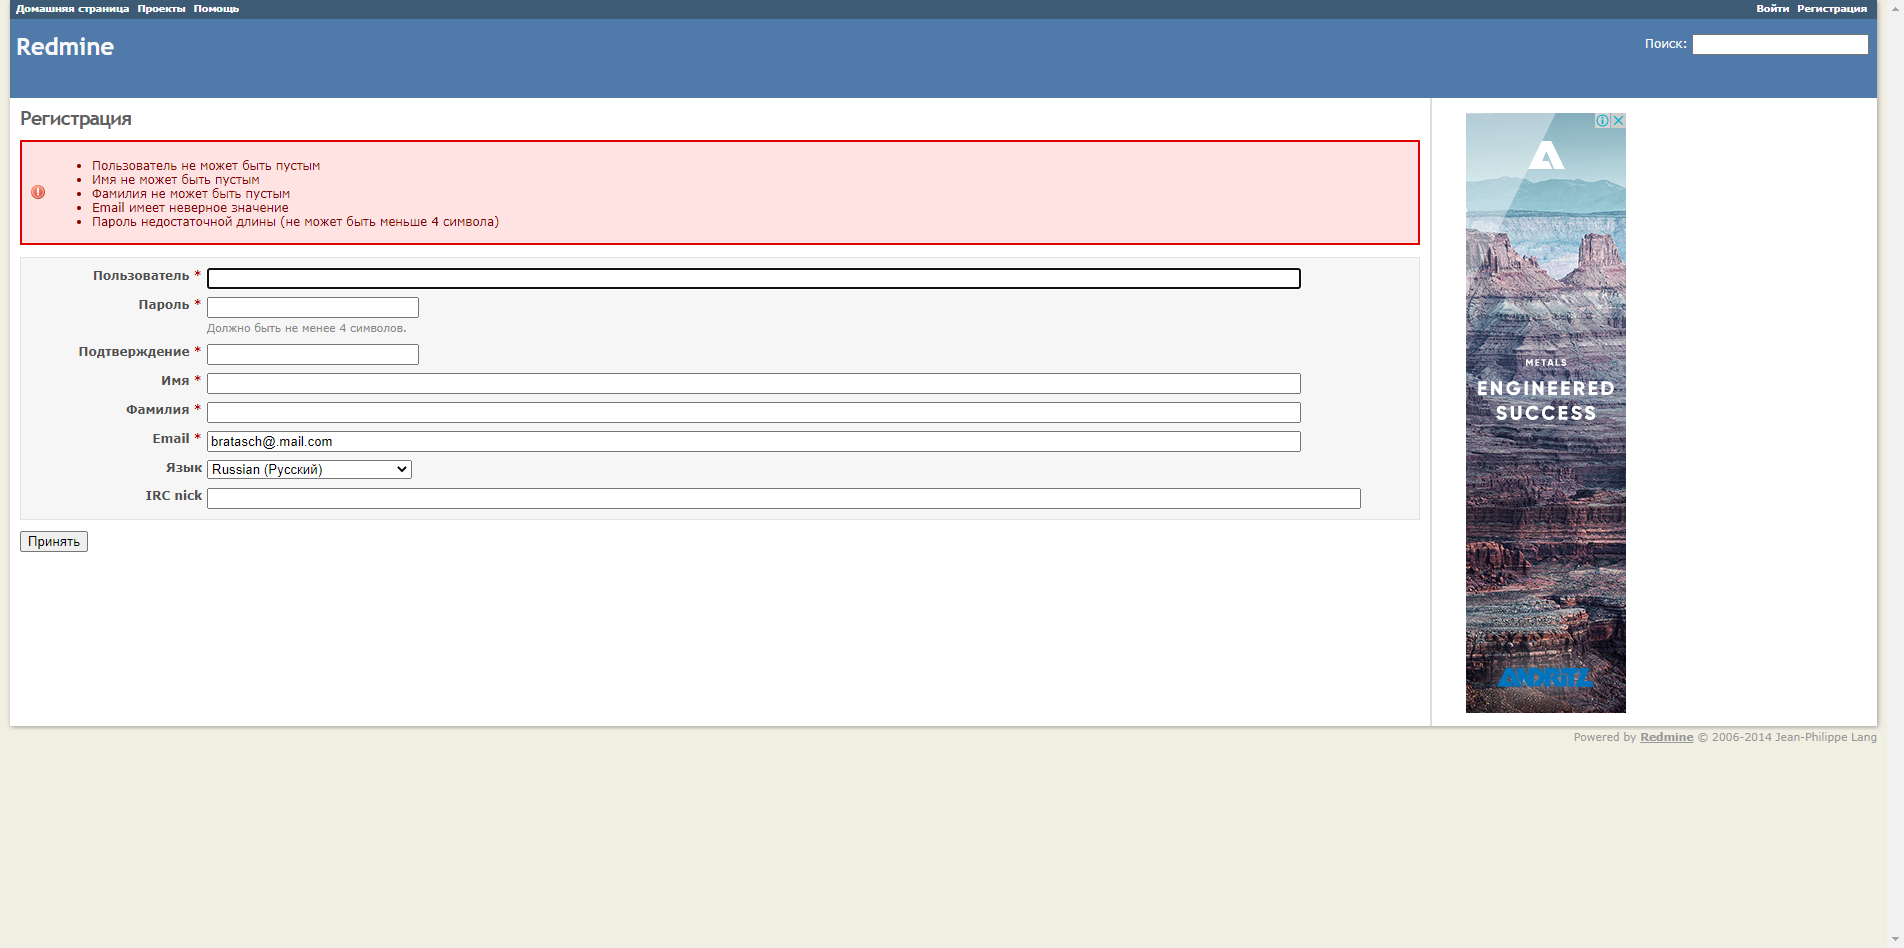 Домашняя страница Проекты Помощь
Войти Регистрация
Redmine
Поиск:
Регистрация
Пользователь не может быть пустым
Имя не может быть пустым
Фамилия не может быть пустым
Email имеет неверное значение
Пароль недостаточной длины (не может быть меньше 4 символа)
Пользователь *
Пароль *
Должно быть не менее 4 символов.
Подтверждение *
Имя *
Фамилия *
Email * bratasch@.mail.com
Язык Russian (Русский)
IRC nick
Принять
METALS
ENGINEERED
SUCCESS
ANDRITZ
Powered by Redmine © 2006-2014 Jean-Philippe Lang